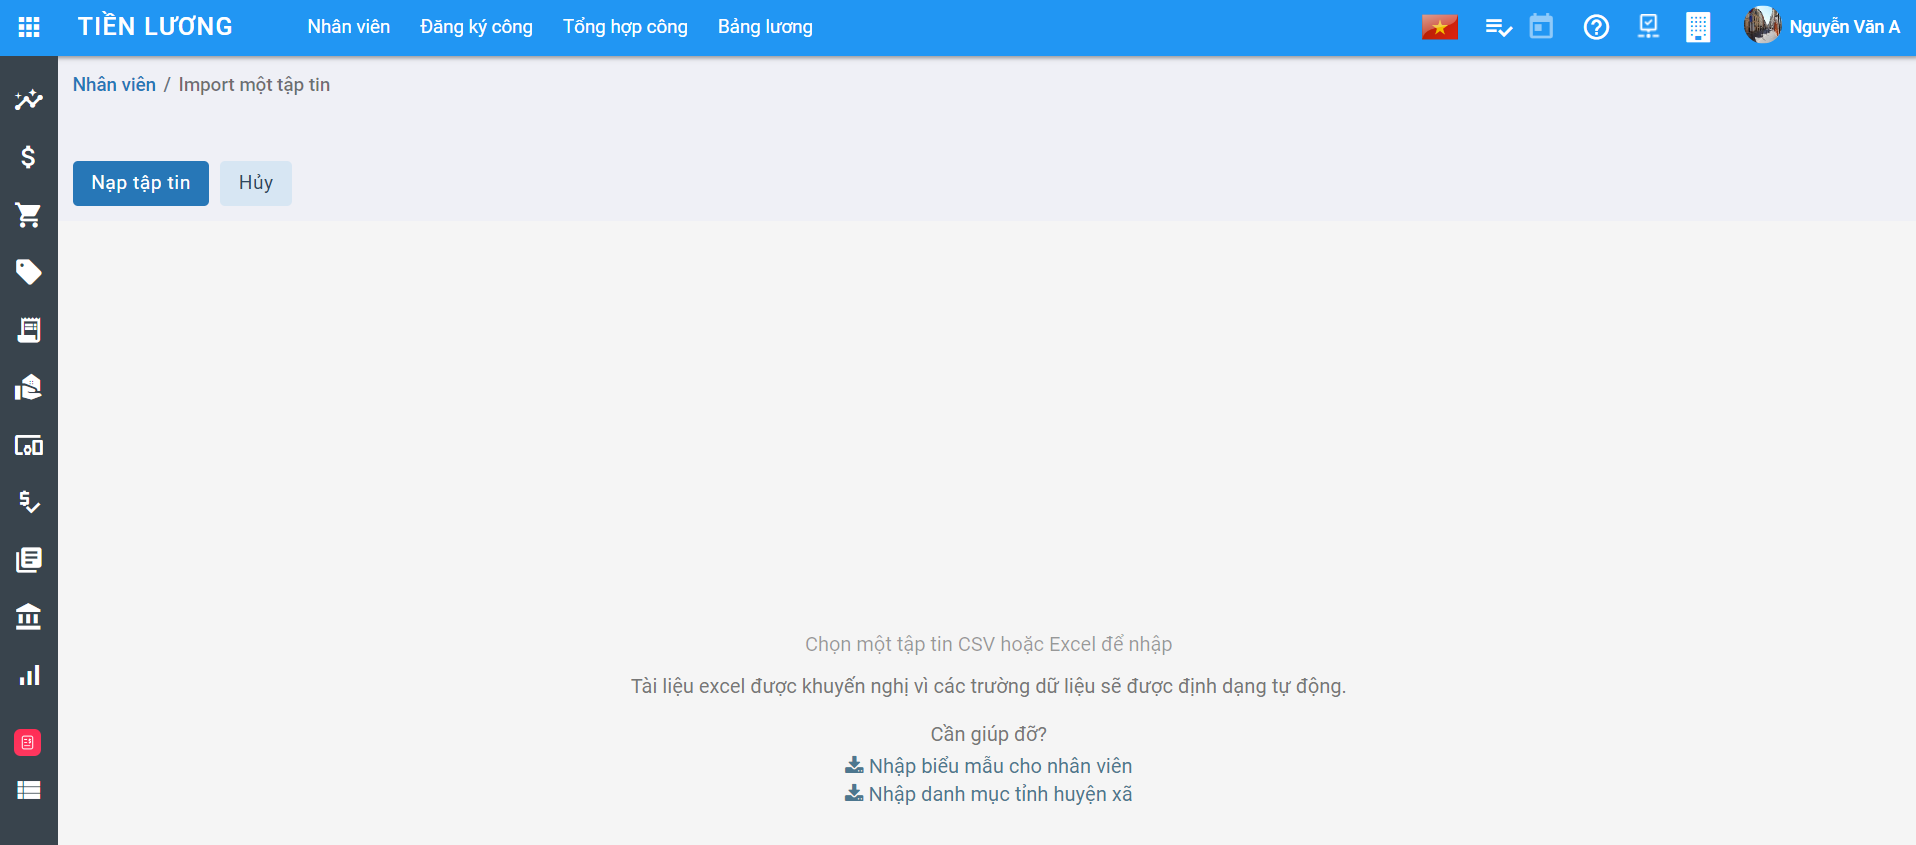 TIỀN LƯƠNG Nhân viên Đăng ký công Tổng hợp công Bảng lương Nguyễn Văn A
Nhân viên / Import một tập tin
Nạp tập tin Hủy
Chọn một tập tin CSV hoặc Excel để nhập
Tài liệu excel được khuyến nghị vì các trường dữ liệu sẽ được định dạng tự động.
Cần giúp đỡ?
Nhập biểu mẫu cho nhân viên
Nhập danh mục tỉnh huyện xã